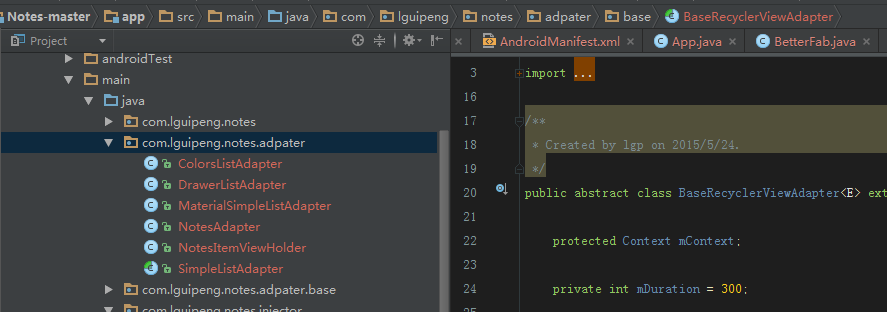 Notes-master app src main java com lguipeng notes adpater base BaseRecyclerViewAdapter
Project
AndroidManifest.xml App.java BetterFab.java
androidTest
main
java
com.lguipeng.notes
com.lguipeng.notes.adpater
ColorsListAdapter
DrawerListAdapter
MaterialSimpleListAdapter
NotesAdapter
NotesItemViewHolder
SimpleListAdapter
com.lguipeng.notes.adpater.base
com.lguipeng.notes.injector
3 import ...
16
17 /**
18 * Created by lgp on 2015/5/24.
19 */
20 public abstract class BaseRecyclerViewAdapter<E> ext
21
22 protected Context mContext;
23
24 private int mDuration = 300;
25